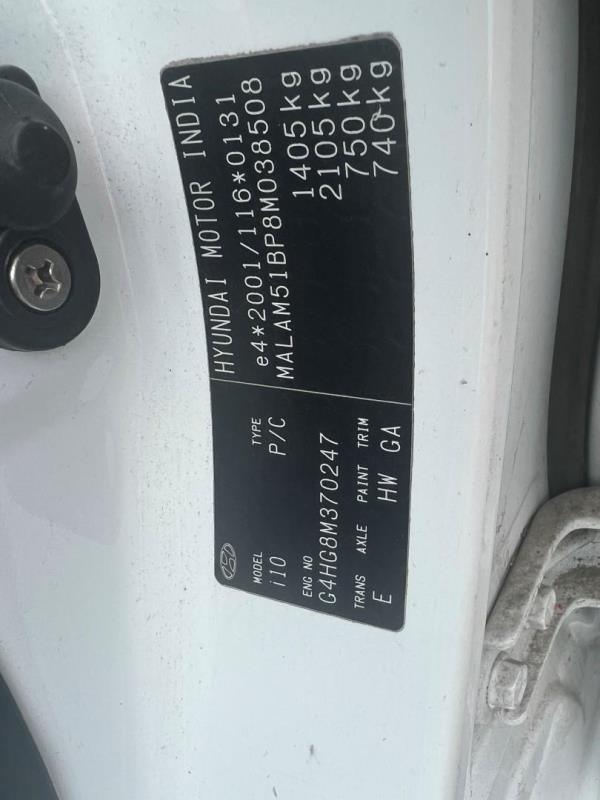 MODEL TYPE
i10 P/C
ENG NO
G4HG8M370247
TRANS AXLE PAINT TRIM
E HW GA
HYUNDAI MOTOR INDIA
e4*2001/116*0131
MALAM51BP8M038508
1405kg
2105kg
750kg
740kg